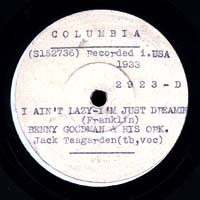 COLUMBIA
(S152736) Recorded i.USA
1933
2923-D
I AIN'T LAZY-I'M JUST DREAMIN
(Franklin)
BENNY GOODMAN & HIS ORK.
Jack Teagarden(tb,voc)